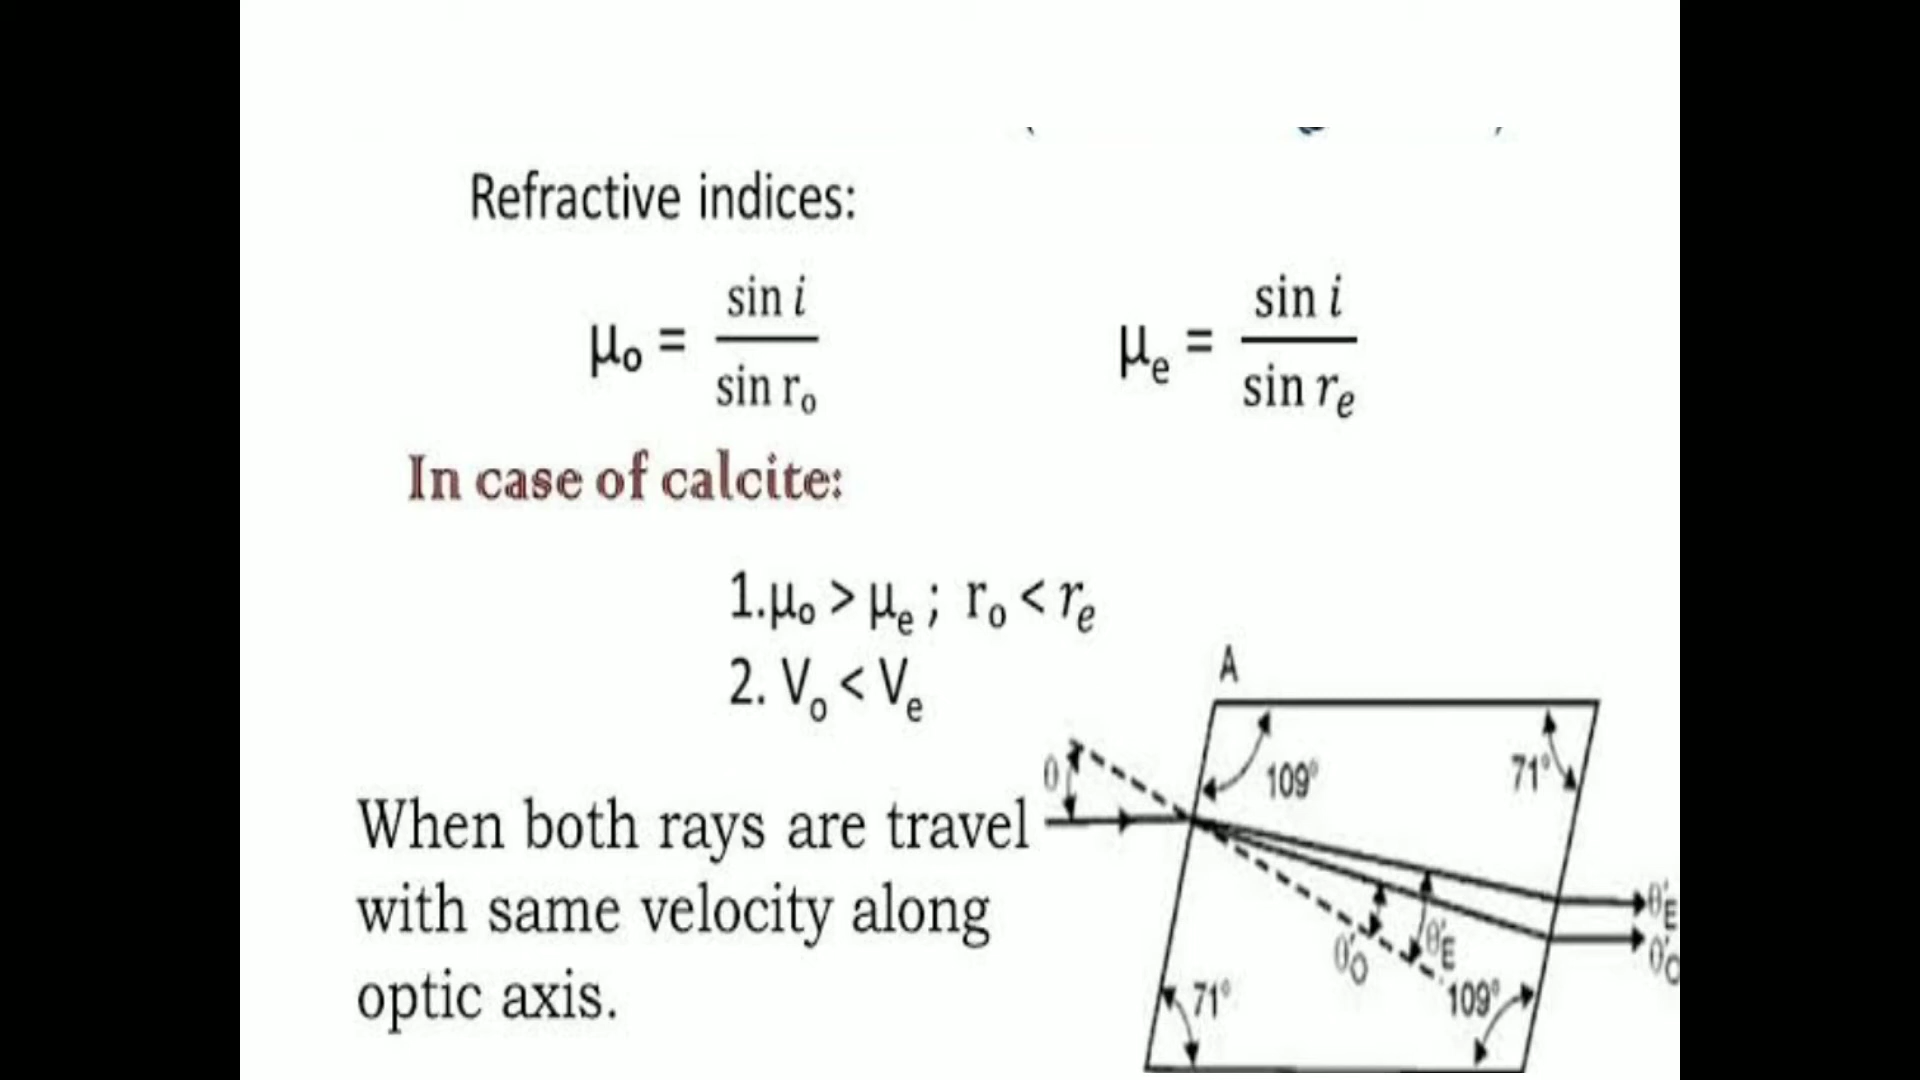 Refractive indices:
μₒ = sin i / sin rₒ
μₑ = sin i / sin rₑ
In case of calcite:
1.μₒ > μₑ ; rₒ < rₑ
2. Vₒ < Vₑ
When both rays are travel
with same velocity along
optic axis.
A
109°
71°
θ
θ'E
θ'O
θ'E
θ'O
71°
109°